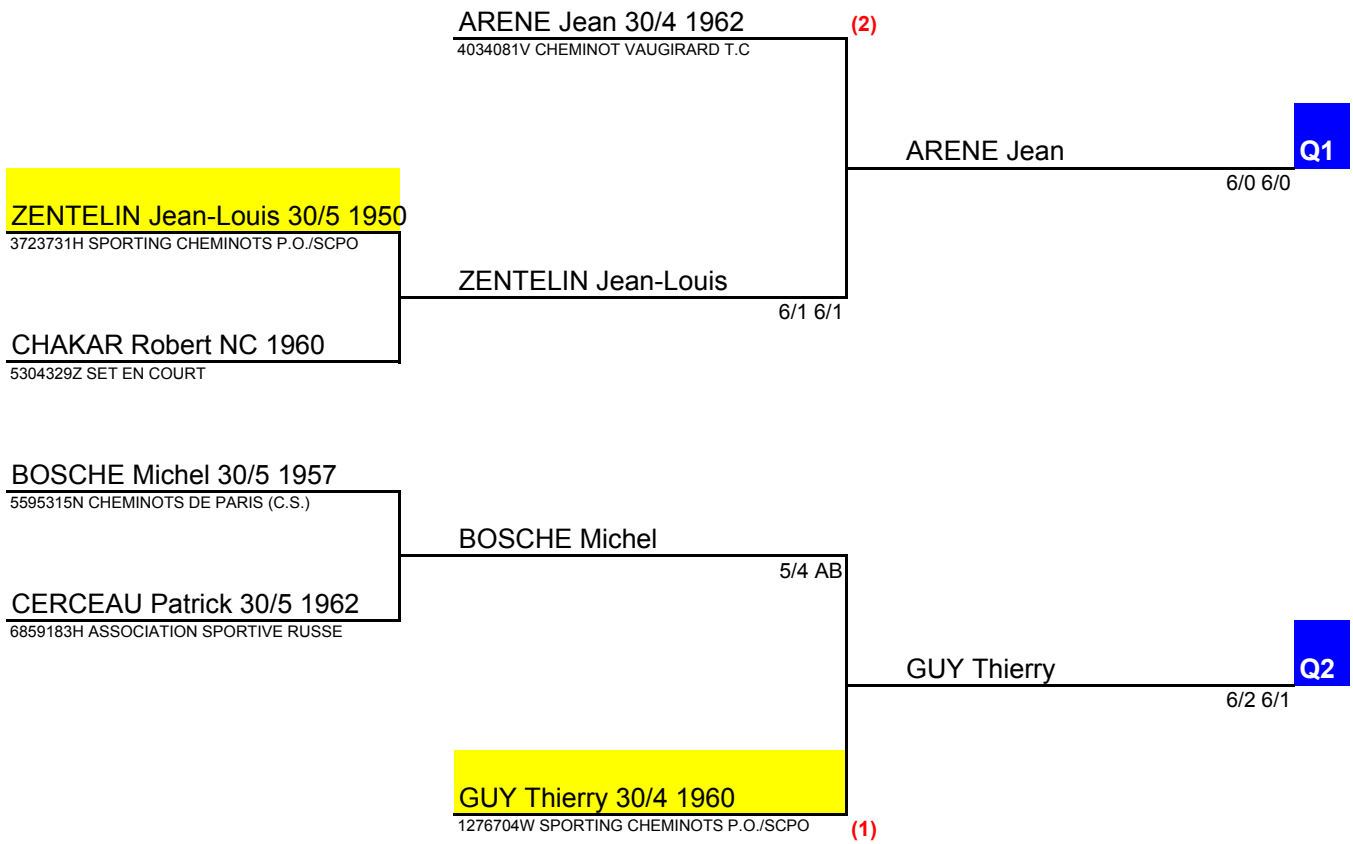 ARENE Jean 30/4 1962
(2)
4034081V CHEMINOT VAUGIRARD T.C
ARENE Jean
Q1
6/0 6/0
ZENTELIN Jean-Louis 30/5 1950
3723731H SPORTING CHEMINOTS P.O./SCPO
ZENTELIN Jean-Louis
6/1 6/1
CHAKAR Robert NC 1960
5304329Z SET EN COURT
BOSCHE Michel 30/5 1957
5595315N CHEMINOTS DE PARIS (C.S.)
BOSCHE Michel
5/4 AB
CERCEAU Patrick 30/5 1962
6859183H ASSOCIATION SPORTIVE RUSSE
GUY Thierry
Q2
6/2 6/1
GUY Thierry 30/4 1960
1276704W SPORTING CHEMINOTS P.O./SCPO
(1)